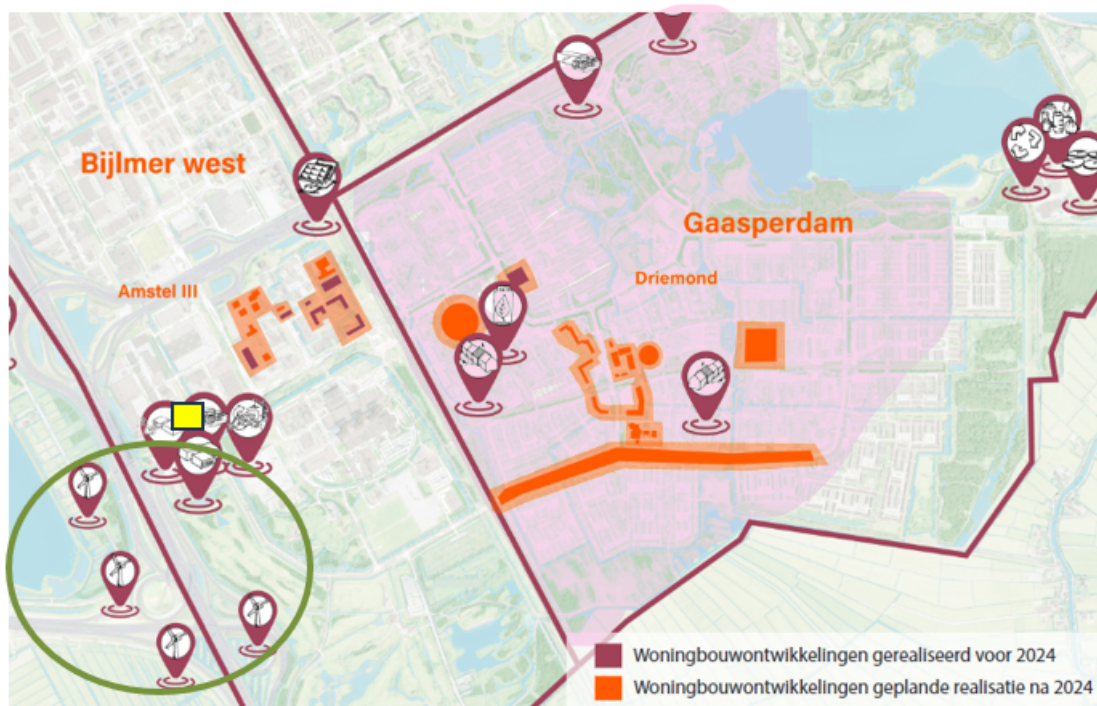 Bijlmer west
Gaasperdam
Driemond
Amstel III
Woningbouwontwikkelingen gerealiseerd voor 2024
Woningbouwontwikkelingen geplande realisatie na 2024